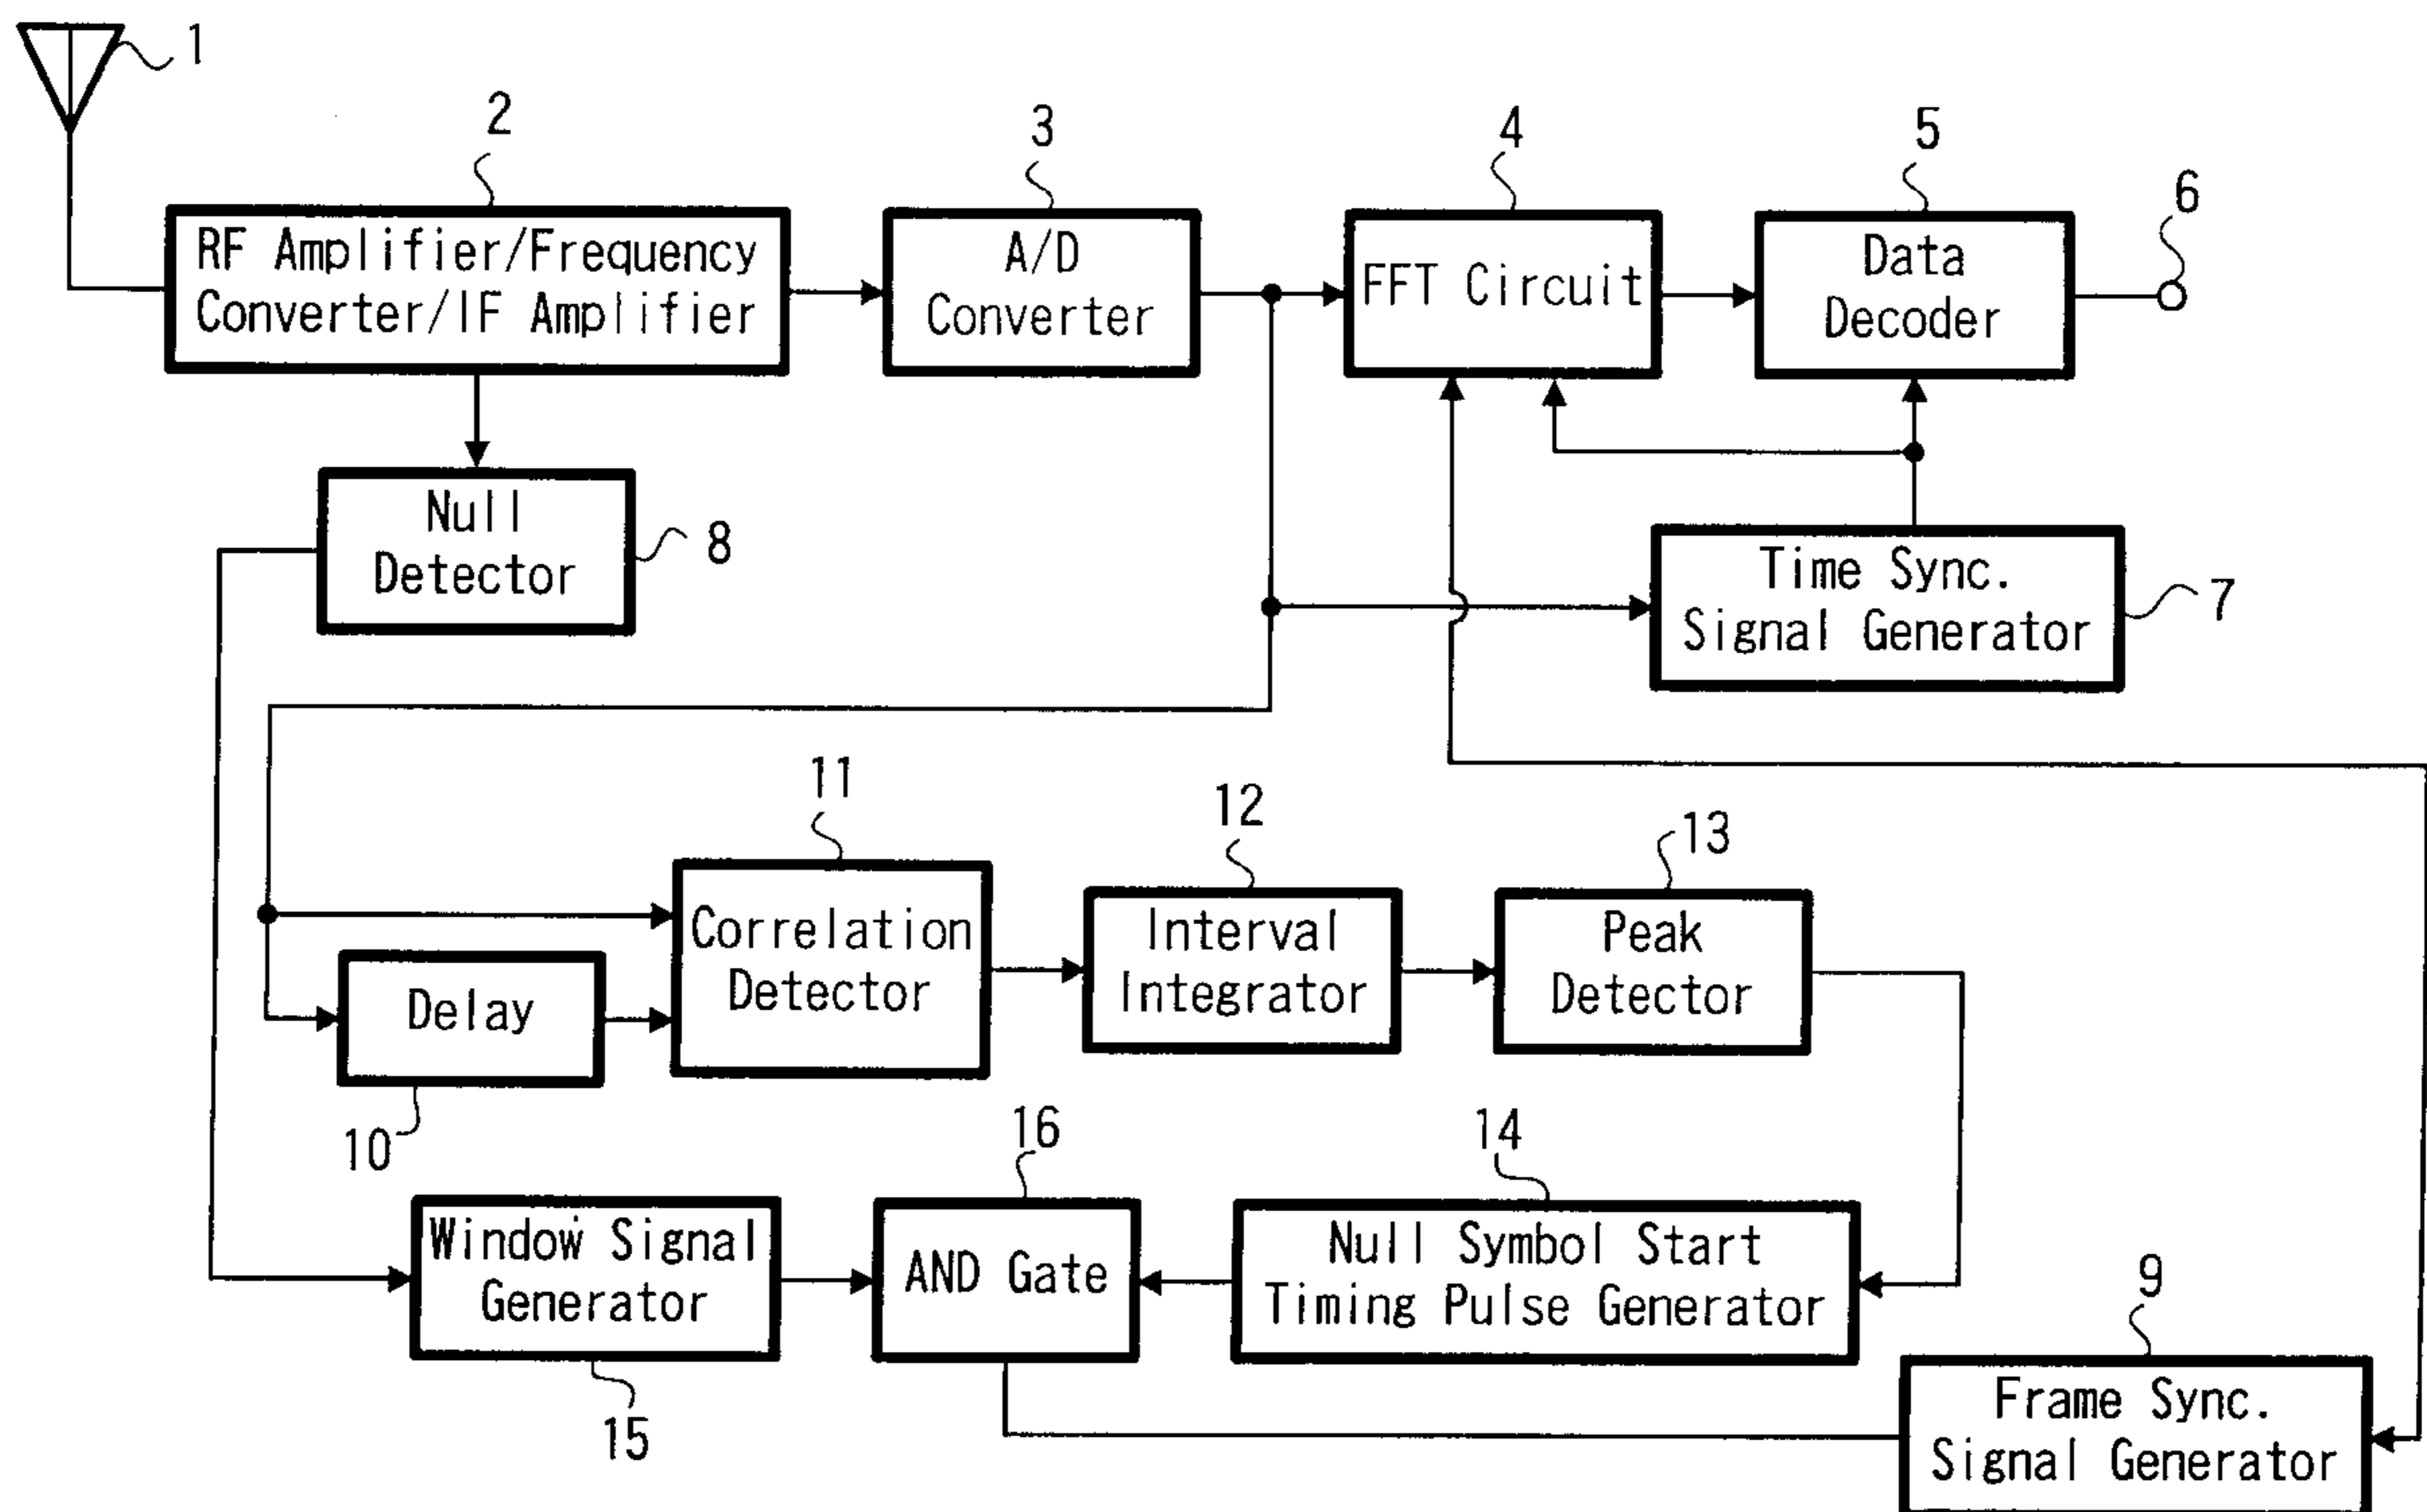 1
2
3
4
5
6
RF Amplifier/Frequency
Converter/IF Amplifier
A/D
Converter
FFT Circuit
Data
Decoder
Null
Detector
8
Time Sync.
Signal Generator
7
11
12
13
Correlation
Detector
Interval
Integrator
Peak
Detector
Delay
10
16
14
Window Signal
Generator
AND Gate
Null Symbol Start
Timing Pulse Generator
15
9
Frame Sync.
Signal Generator